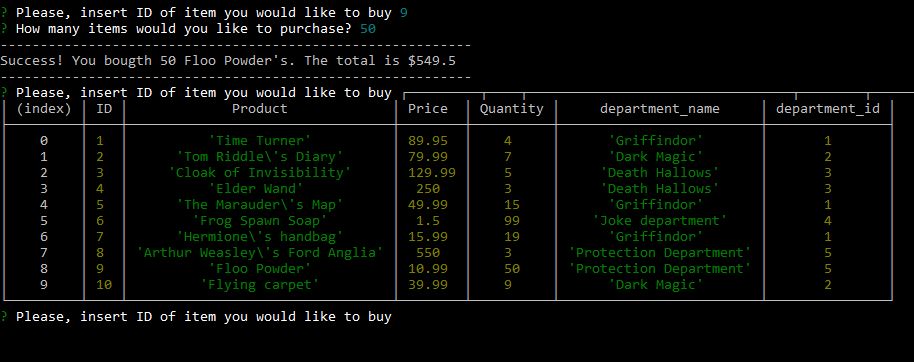 ? Please, insert ID of item you would like to buy 9
? How many items would you like to purchase? 50
-----------------------------------------------------------
Success! You bougth 50 Floo Powder's. The total is $549.5
-----------------------------------------------------------
? Please, insert ID of item you would like to buy
(index) ID Product Price Quantity department_name department_id
0 1 'Time Turner' 89.95 4 'Griffindor' 1
1 2 'Tom Riddle\'s Diary' 79.99 7 'Dark Magic' 2
2 3 'Cloak of Invisibility' 129.99 5 'Death Hallows' 3
3 4 'Elder Wand' 250 3 'Death Hallows' 3
4 5 'The Marauder\'s Map' 49.99 15 'Griffindor' 1
5 6 'Frog Spawn Soap' 1.5 99 'Joke department' 4
6 7 'Hermione\'s handbag' 15.99 19 'Griffindor' 1
7 8 'Arthur Weasley\'s Ford Anglia' 550 3 'Protection Department' 5
8 9 'Floo Powder' 10.99 50 'Protection Department' 5
9 10 'Flying carpet' 39.99 9 'Dark Magic' 2
? Please, insert ID of item you would like to buy